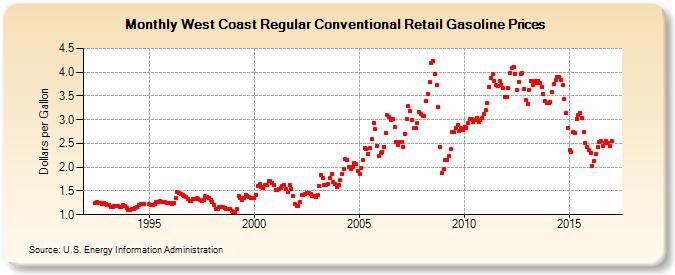 Monthly West Coast Regular Conventional Retail Gasoline Prices
Dollars per Gallon
4.5
4.0
3.5
3.0
2.5
2.0
1.5
1.0
1995 2000 2005 2010 2015
Source: U.S. Energy Information Administration